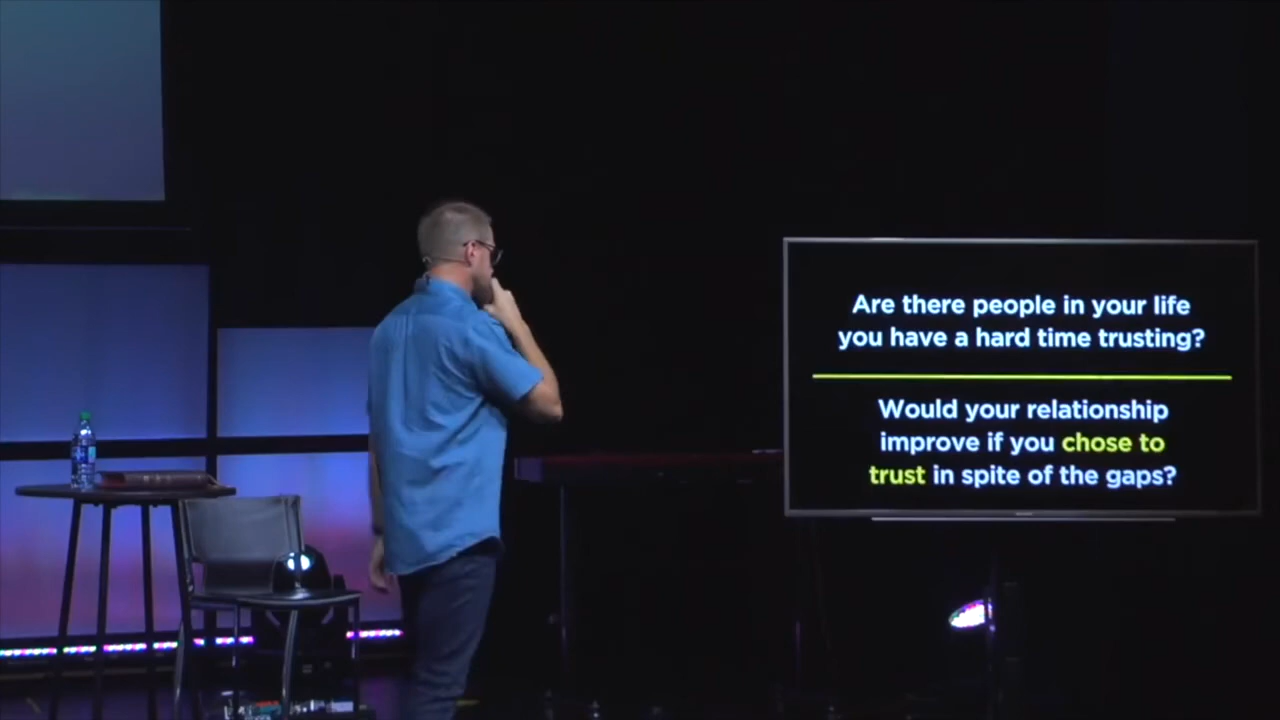 Are there people in your life
you have a hard time trusting?
Would your relationship
improve if you chose to
trust in spite of the gaps?